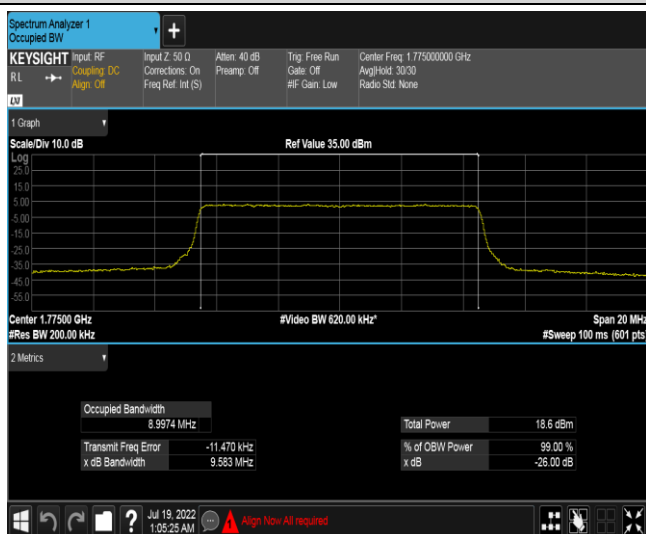 Spectrum Analyzer 1
Occupied BW
KEYSIGHT
R L
LXI
Input: RF
Coupling: DC
Align: Off
Input Z: 50 Ω
Corrections: On
Freq Ref: Int (S)
Atten: 40 dB
Preamp: Off
Trig: Free Run
Gate: Off
#IF Gain: Low
Center Freq: 1.775000000 GHz
Avg|Hold: 30/30
Radio Std: None
1 Graph
Scale/Div 10.0 dB
Ref Value 35.00 dBm
Log
25.0
15.0
5.00
-5.00
-15.0
-25.0
-35.0
-45.0
-55.0
Center 1.77500 GHz
#Video BW 620.00 kHz*
Span 20 MHz
#Res BW 200.00 kHz
#Sweep 100 ms (601 pts)
2 Metrics
Occupied Bandwidth
8.9974 MHz
Total Power 18.6 dBm
Transmit Freq Error -11.470 kHz
% of OBW Power 99.00 %
x dB Bandwidth 9.583 MHz
x dB -26.00 dB
?
Jul 19, 2022
1:05:25 AM
Align Now All required